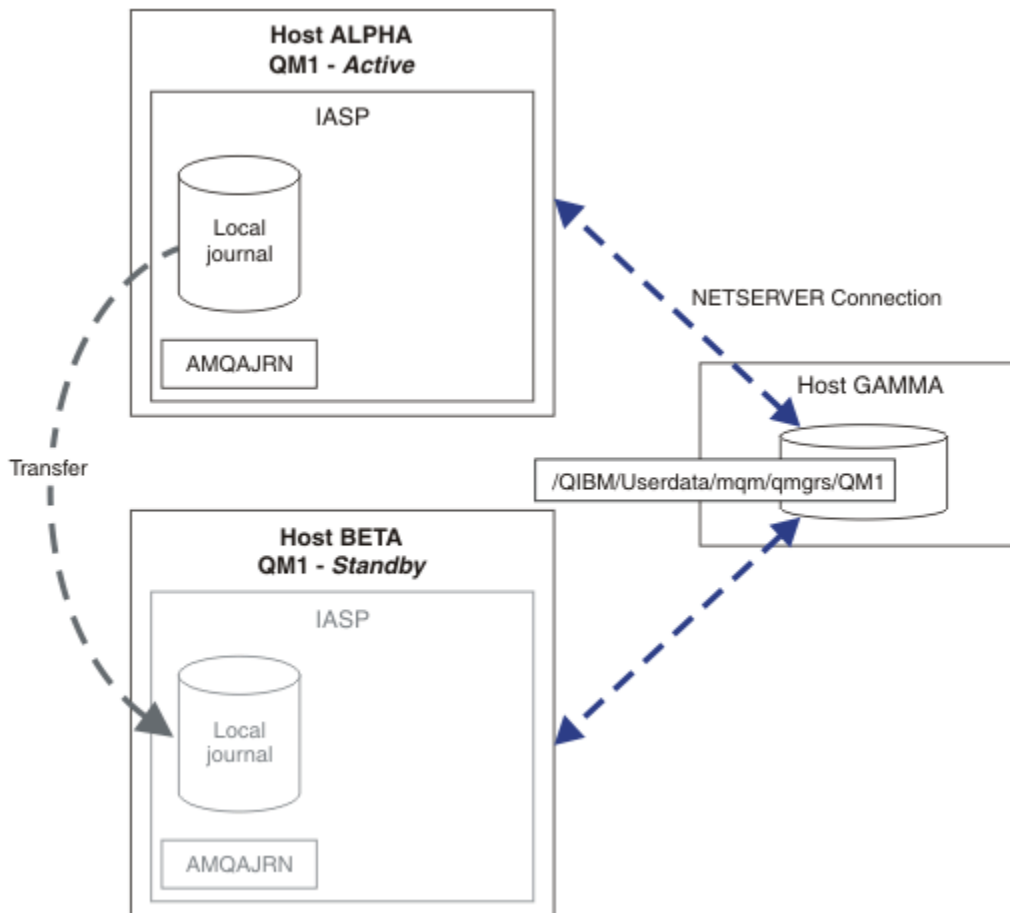 Host ALPHA
QM1 - Active
IASP
Local
journal
AMQAJRN
NETSERVER Connection
Host GAMMA
/QIBM/Userdata/mqm/qmgrs/QM1
Transfer
Host BETA
QM1 - Standby
IASP
Local
journal
AMQAJRN